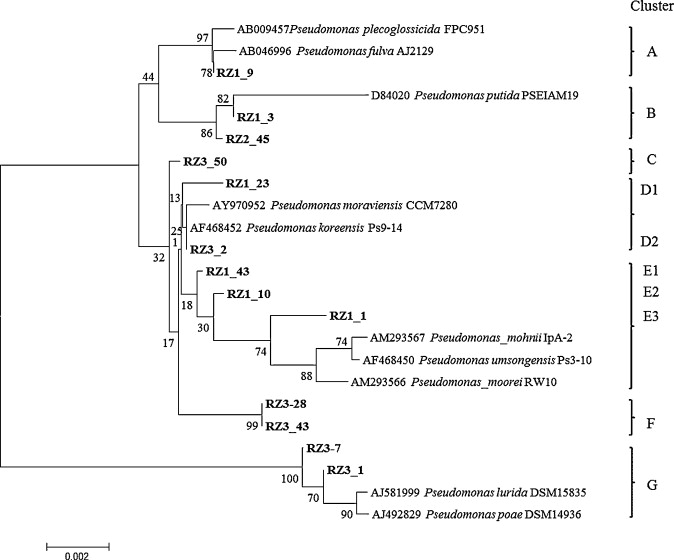 Cluster
AB009457Pseudomonas plecoglossicida FPC951
97
AB046996 Pseudomonas fulva AJ2129
A
78 RZ1_9
44
82
D84020 Pseudomonas putida PSEIAM19
RZ1_3
B
86
RZ2_45
RZ3_50
C
RZ1_23
D1
13
AY970952 Pseudomonas moraviensis CCM7280
25
AF468452 Pseudomonas koreensis Ps9-14
1
RZ3_2
D2
32
RZ1_43
E1
RZ1_10
E2
18
RZ1_1
E3
30
17
AM293567 Pseudomonas_mohnii IpA-2
74
74
AF468450 Pseudomonas umsongensis Ps3-10
88
AM293566 Pseudomonas_moorei RW10
RZ3-28
99
RZ3_43
F
RZ3-7
100
RZ3_1
G
70
AJ581999 Pseudomonas lurida DSM15835
90
AJ492829 Pseudomonas poae DSM14936
0.002